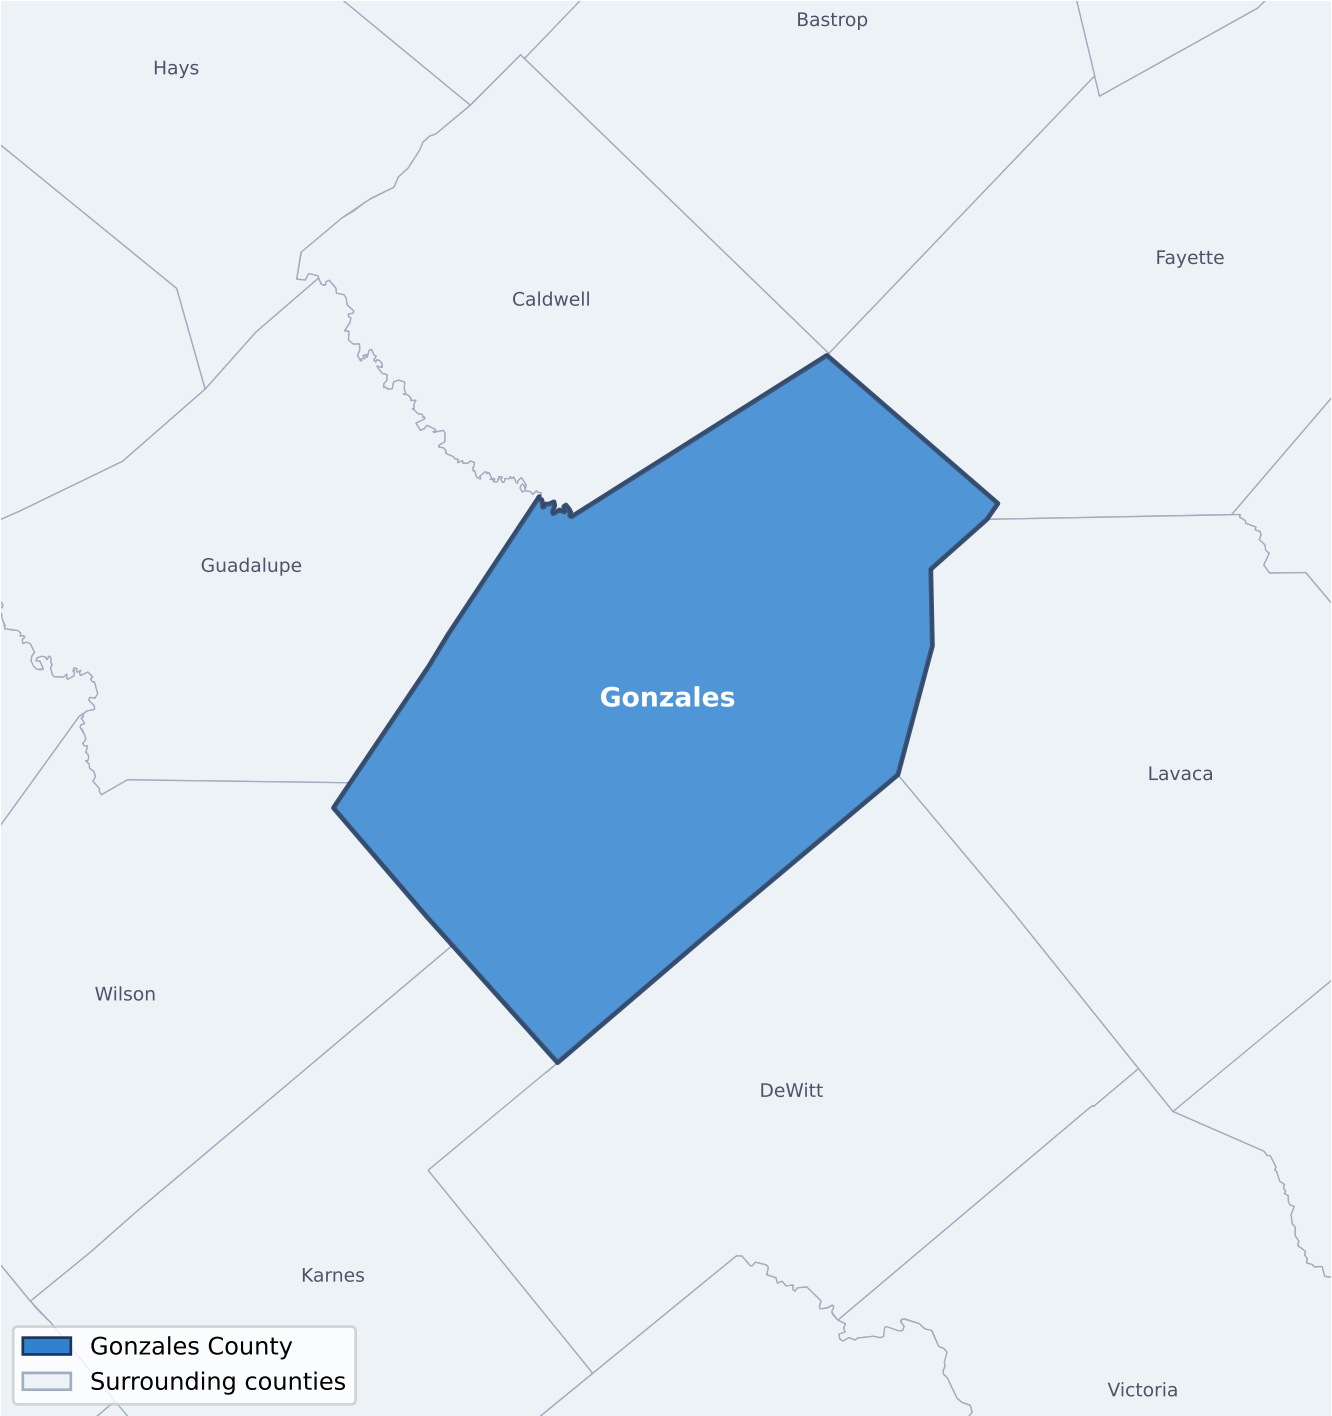 Bastrop
Hays
Fayette
Caldwell
Guadalupe
Gonzales
Lavaca
Wilson
DeWitt
Karnes
Victoria
Gonzales County
Surrounding counties